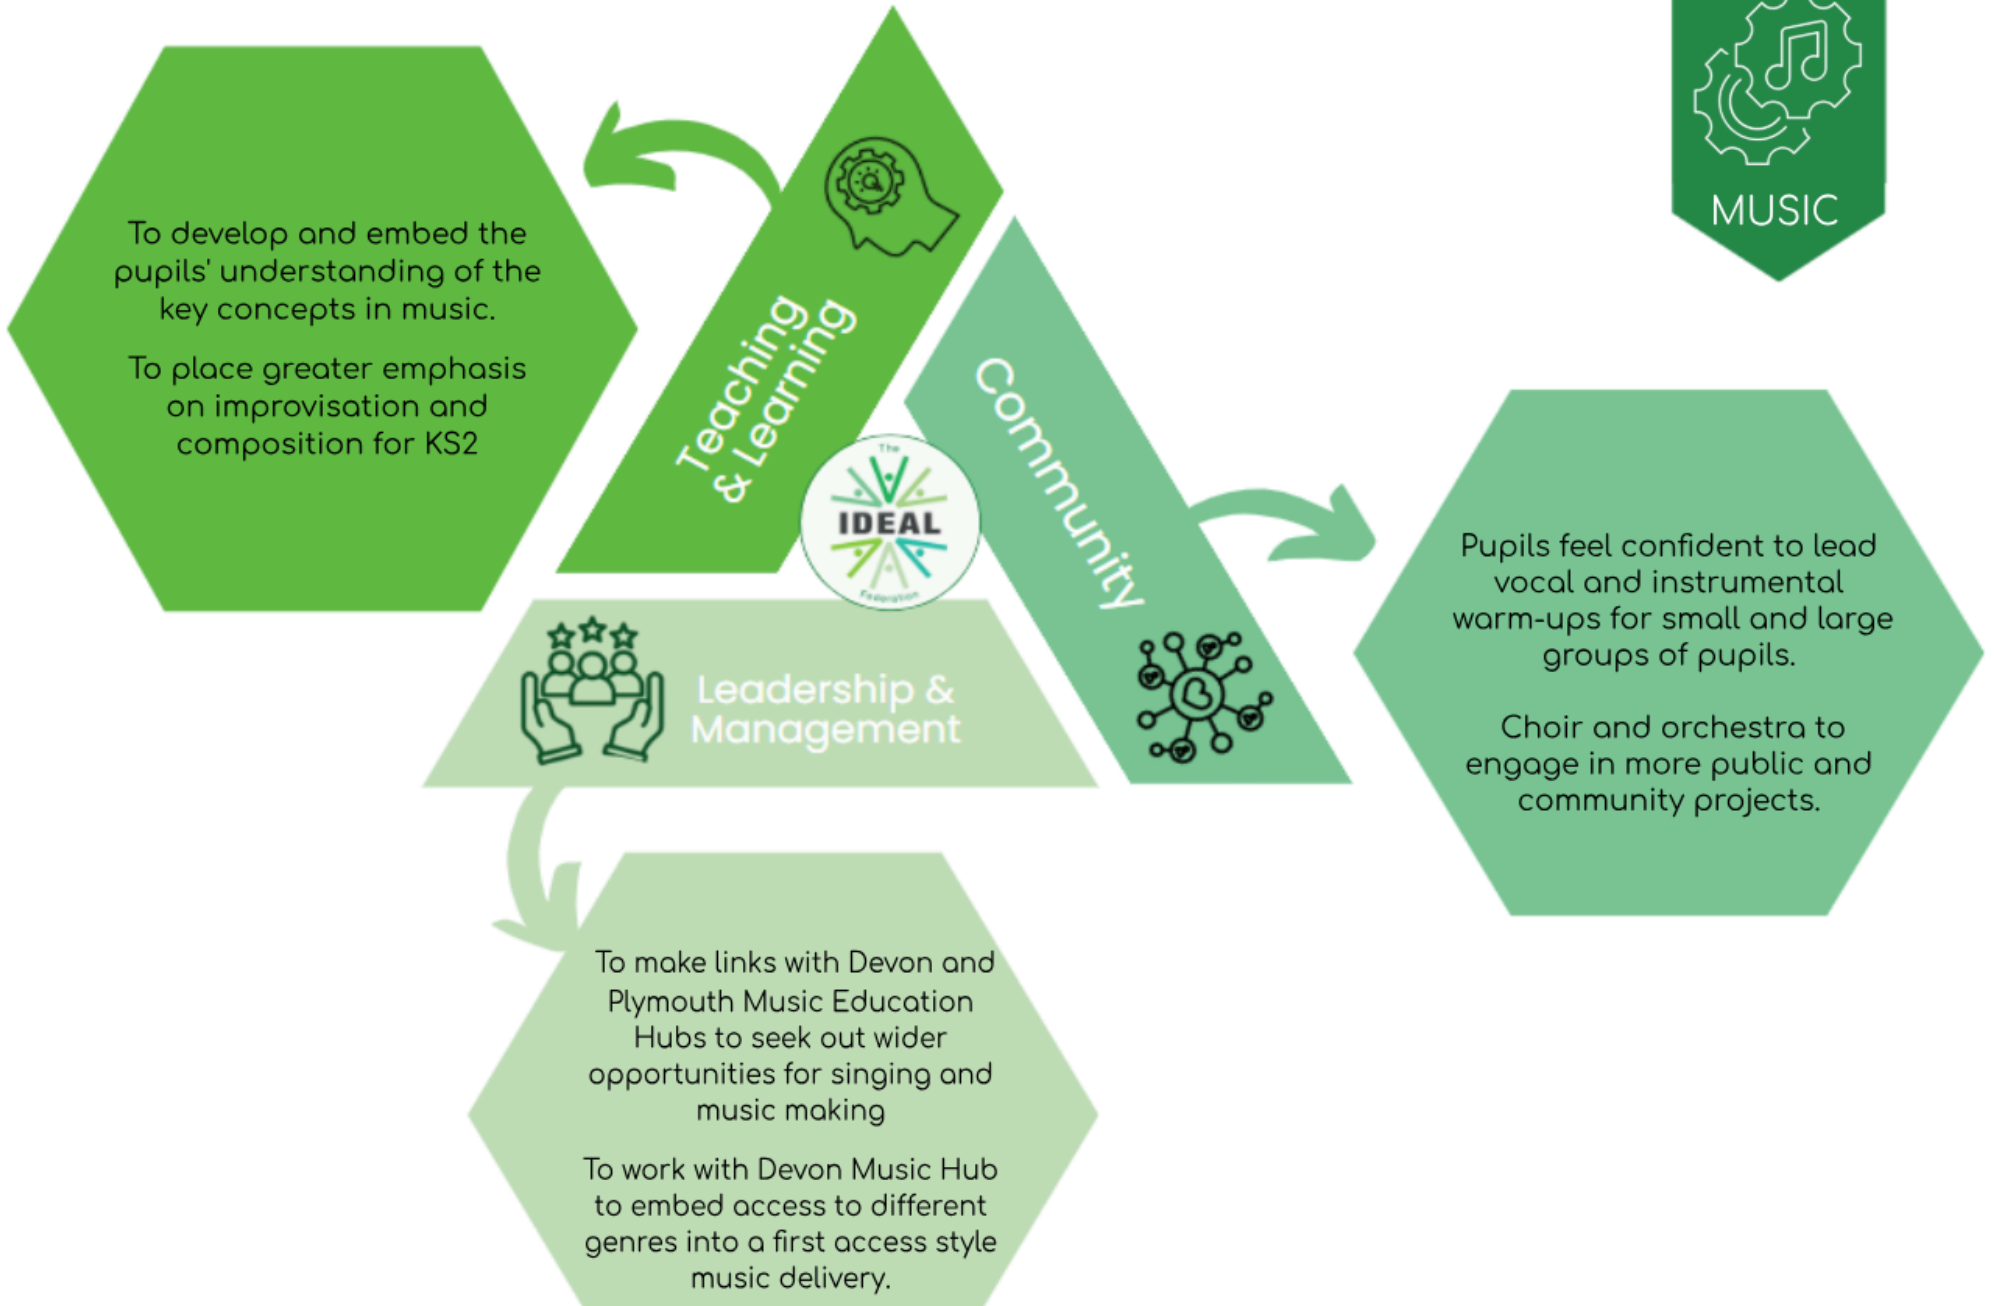 MUSIC
Teaching
& Learning
To develop and embed the
pupils' understanding of the
key concepts in music.
To place greater emphasis
on improvisation and
composition for KS2
Community
Pupils feel confident to lead
vocal and instrumental
warm-ups for small and large
groups of pupils.
Choir and orchestra to
engage in more public and
community projects.
The
IDEAL
Federation
Leadership &
Management
To make links with Devon and
Plymouth Music Education
Hubs to seek out wider
opportunities for singing and
music making
To work with Devon Music Hub
to embed access to different
genres into a first access style
music delivery.